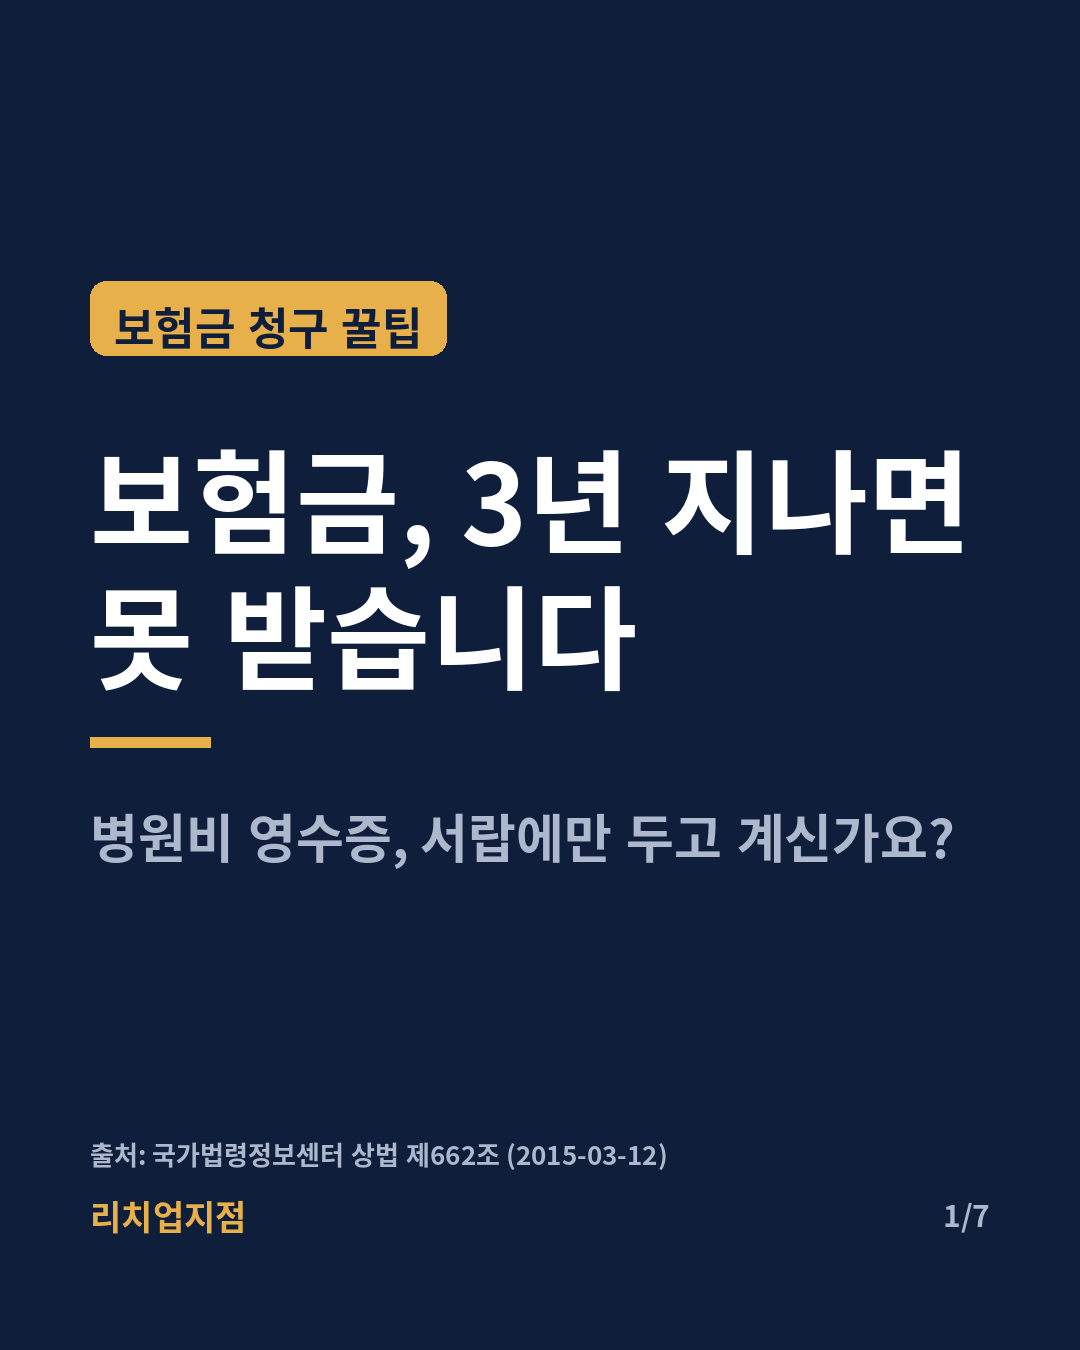 보험금 청구 꿀팁
보험금, 3년 지나면
못 받습니다
병원비 영수증, 서랍에만 두고 계신가요?
출처: 국가법령정보센터 상법 제662조 (2015-03-12)
리치업지점
1/7